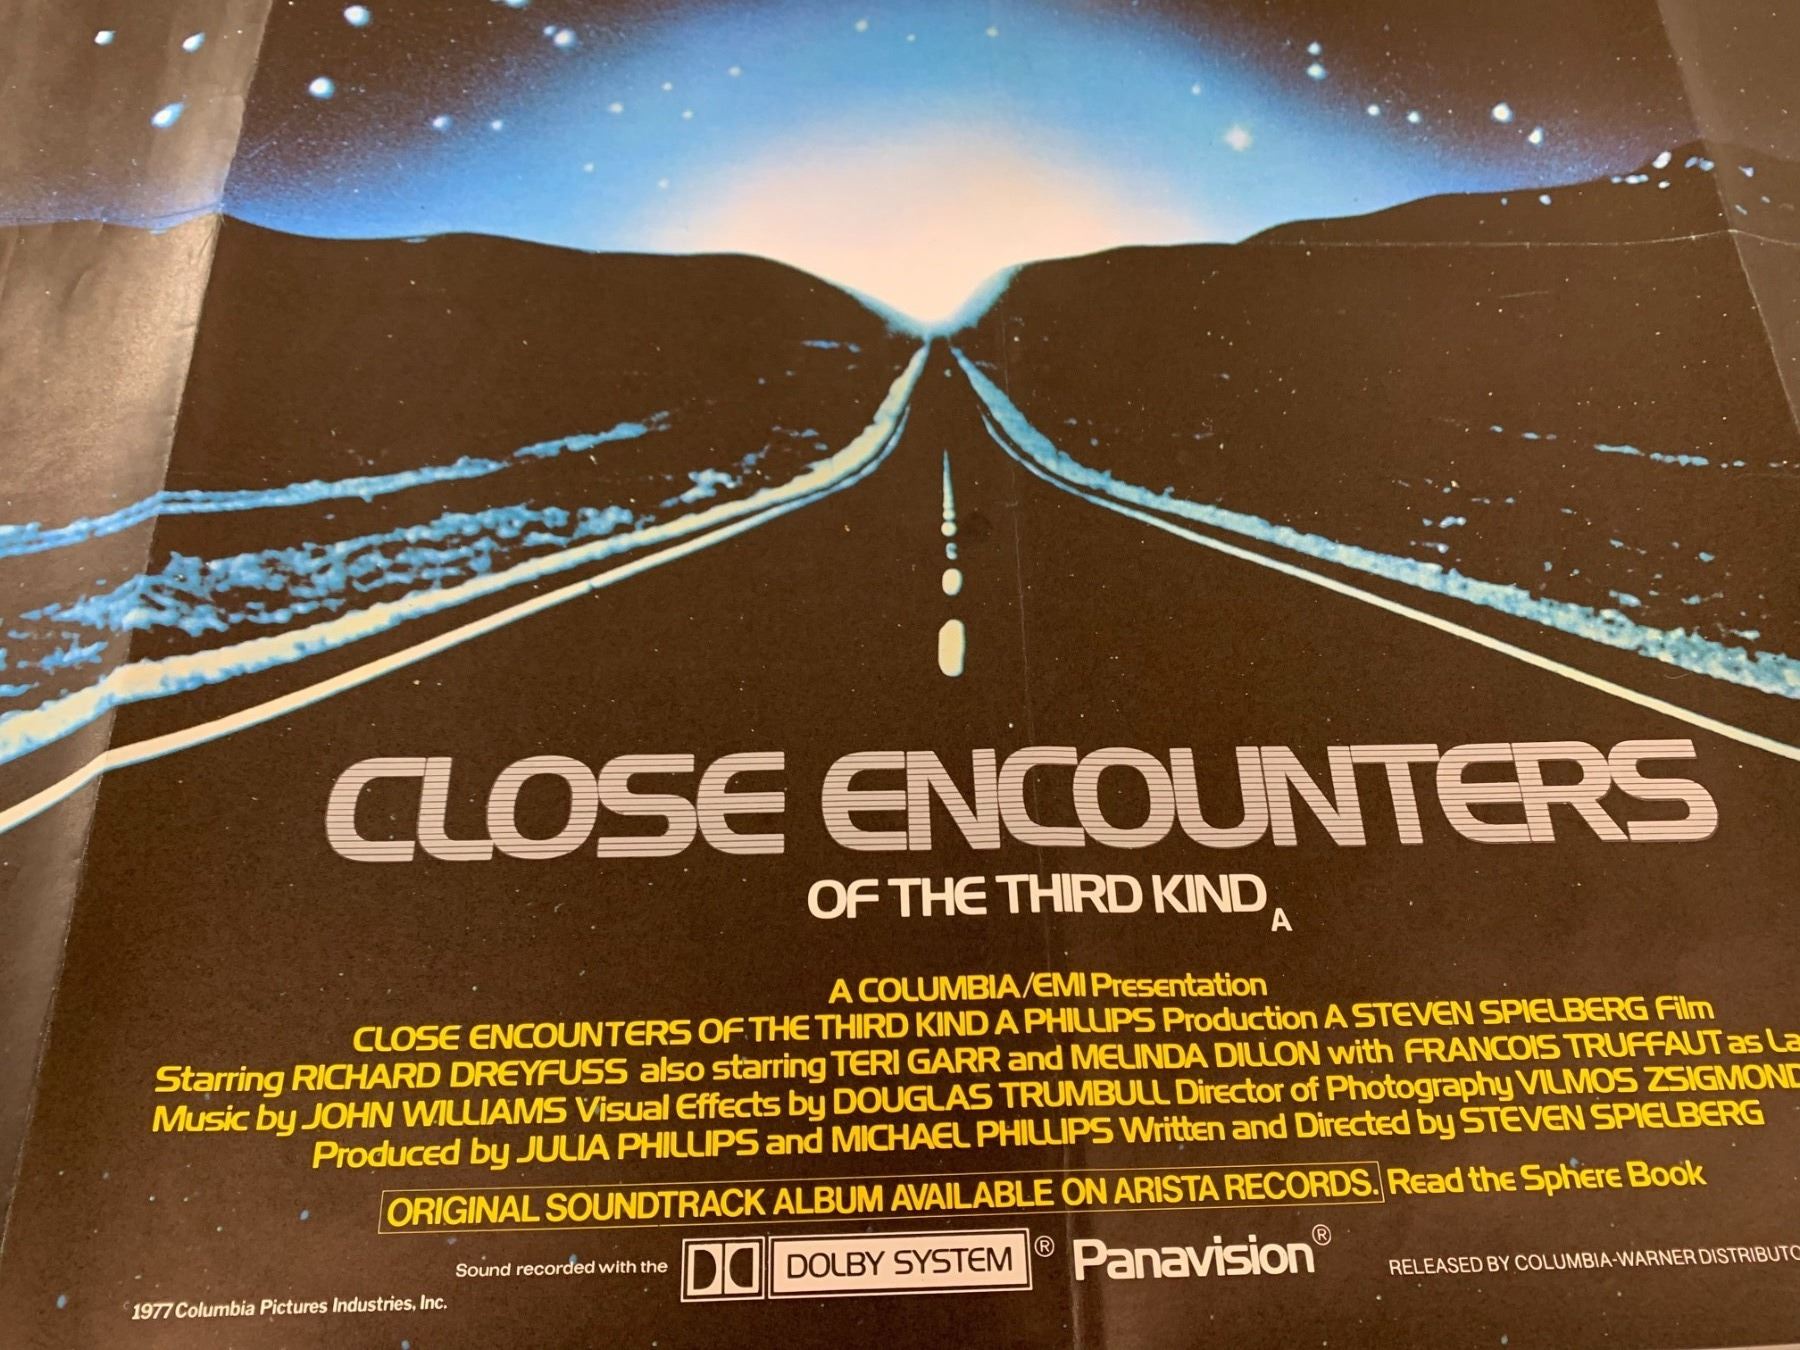 CLOSE ENCOUNTERS
OF THE THIRD KIND A
A COLUMBIA/EMI Presentation
CLOSE ENCOUNTERS OF THE THIRD KIND A PHILLIPS Production A STEVEN SPIELBERG Film
Starring RICHARD DREYFUSS also starring TERI GARR and MELINDA DILLON with FRANCOIS TRUFFAUT as La
Music by JOHN WILLIAMS Visual Effects by DOUGLAS TRUMBULL Director of Photography VILMOS ZSIGMOND
Produced by JULIA PHILLIPS and MICHAEL PHILLIPS Written and Directed by STEVEN SPIELBERG
ORIGINAL SOUNDTRACK ALBUM AVAILABLE ON ARISTA RECORDS. Read the Sphere Book
Sound recorded with the DOLBY SYSTEM ® Panavision® RELEASED BY COLUMBIA-WARNER DISTRIBUTO
1977 Columbia Pictures Industries, Inc.